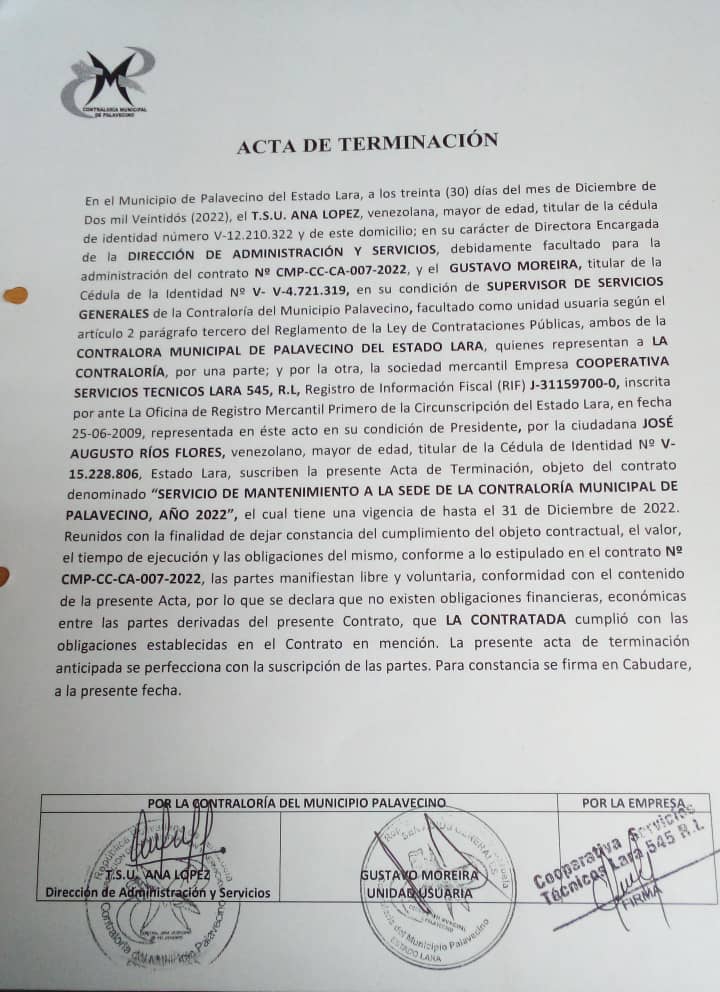 CONTRALORÍA MUNICIPAL
DE PALAVECINO
ACTA DE TERMINACIÓN
En el Municipio de Palavecino del Estado Lara, a los treinta (30) días del mes de Diciembre de
Dos mil Veintidós (2022), el T.S.U. ANA LOPEZ, venezolana, mayor de edad, titular de la cédula
de identidad número V-12.210.322 y de este domicilio; en su carácter de Directora Encargada
de la DIRECCIÓN DE ADMINISTRACIÓN Y SERVICIOS, debidamente facultado para la
administración del contrato Nº CMP-CC-CA-007-2022, y el GUSTAVO MOREIRA, titular de la
Cédula de la Identidad Nº V- V-4.721.319, en su condición de SUPERVISOR DE SERVICIOS
GENERALES de la Contraloría del Municipio Palavecino, facultado como unidad usuaria según el
artículo 2 parágrafo tercero del Reglamento de la Ley de Contrataciones Públicas, ambos de la
CONTRALORA MUNICIPAL DE PALAVECINO DEL ESTADO LARA, quienes representan a LA
CONTRALORÍA, por una parte; y por la otra, la sociedad mercantil Empresa COOPERATIVA
SERVICIOS TECNICOS LARA 545, R.L, Registro de Información Fiscal (RIF) J-31159700-0, inscrita
por ante La Oficina de Registro Mercantil Primero de la Circunscripción del Estado Lara, en fecha
25-06-2009, representada en éste acto en su condición de Presidente, por la ciudadana JOSÉ
AUGUSTO RÍOS FLORES, venezolano, mayor de edad, titular de la Cédula de Identidad Nº V-
15.228.806, Estado Lara, suscriben la presente Acta de Terminación, objeto del contrato
denominado “SERVICIO DE MANTENIMIENTO A LA SEDE DE LA CONTRALORÍA MUNICIPAL DE
PALAVECINO, AÑO 2022”, el cual tiene una vigencia de hasta el 31 de Diciembre de 2022.
Reunidos con la finalidad de dejar constancia del cumplimiento del objeto contractual, el valor,
el tiempo de ejecución y las obligaciones del mismo, conforme a lo estipulado en el contrato Nº
CMP-CC-CA-007-2022, las partes manifiestan libre y voluntaria, conformidad con el contenido
de la presente Acta, por lo que se declara que no existen obligaciones financieras, económicas
entre las partes derivadas del presente Contrato, que LA CONTRATADA cumplió con las
obligaciones establecidas en el Contrato en mención. La presente acta de terminación
anticipada se perfecciona con la suscripción de las partes. Para constancia se firma en Cabudare,
a la presente fecha.
POR LA CONTRALORÍA DEL MUNICIPIO PALAVECINO
POR LA EMPRESA
T.S.U. ANA LOPEZ
Dirección de Administración y Servicios
GUSTAVO MOREIRA
UNIDAD USUARIA
Cooperativa Servicios
Técnicos Lara 545 R.L
FIRMA
Municipio Palavecino
ESTADO LARA